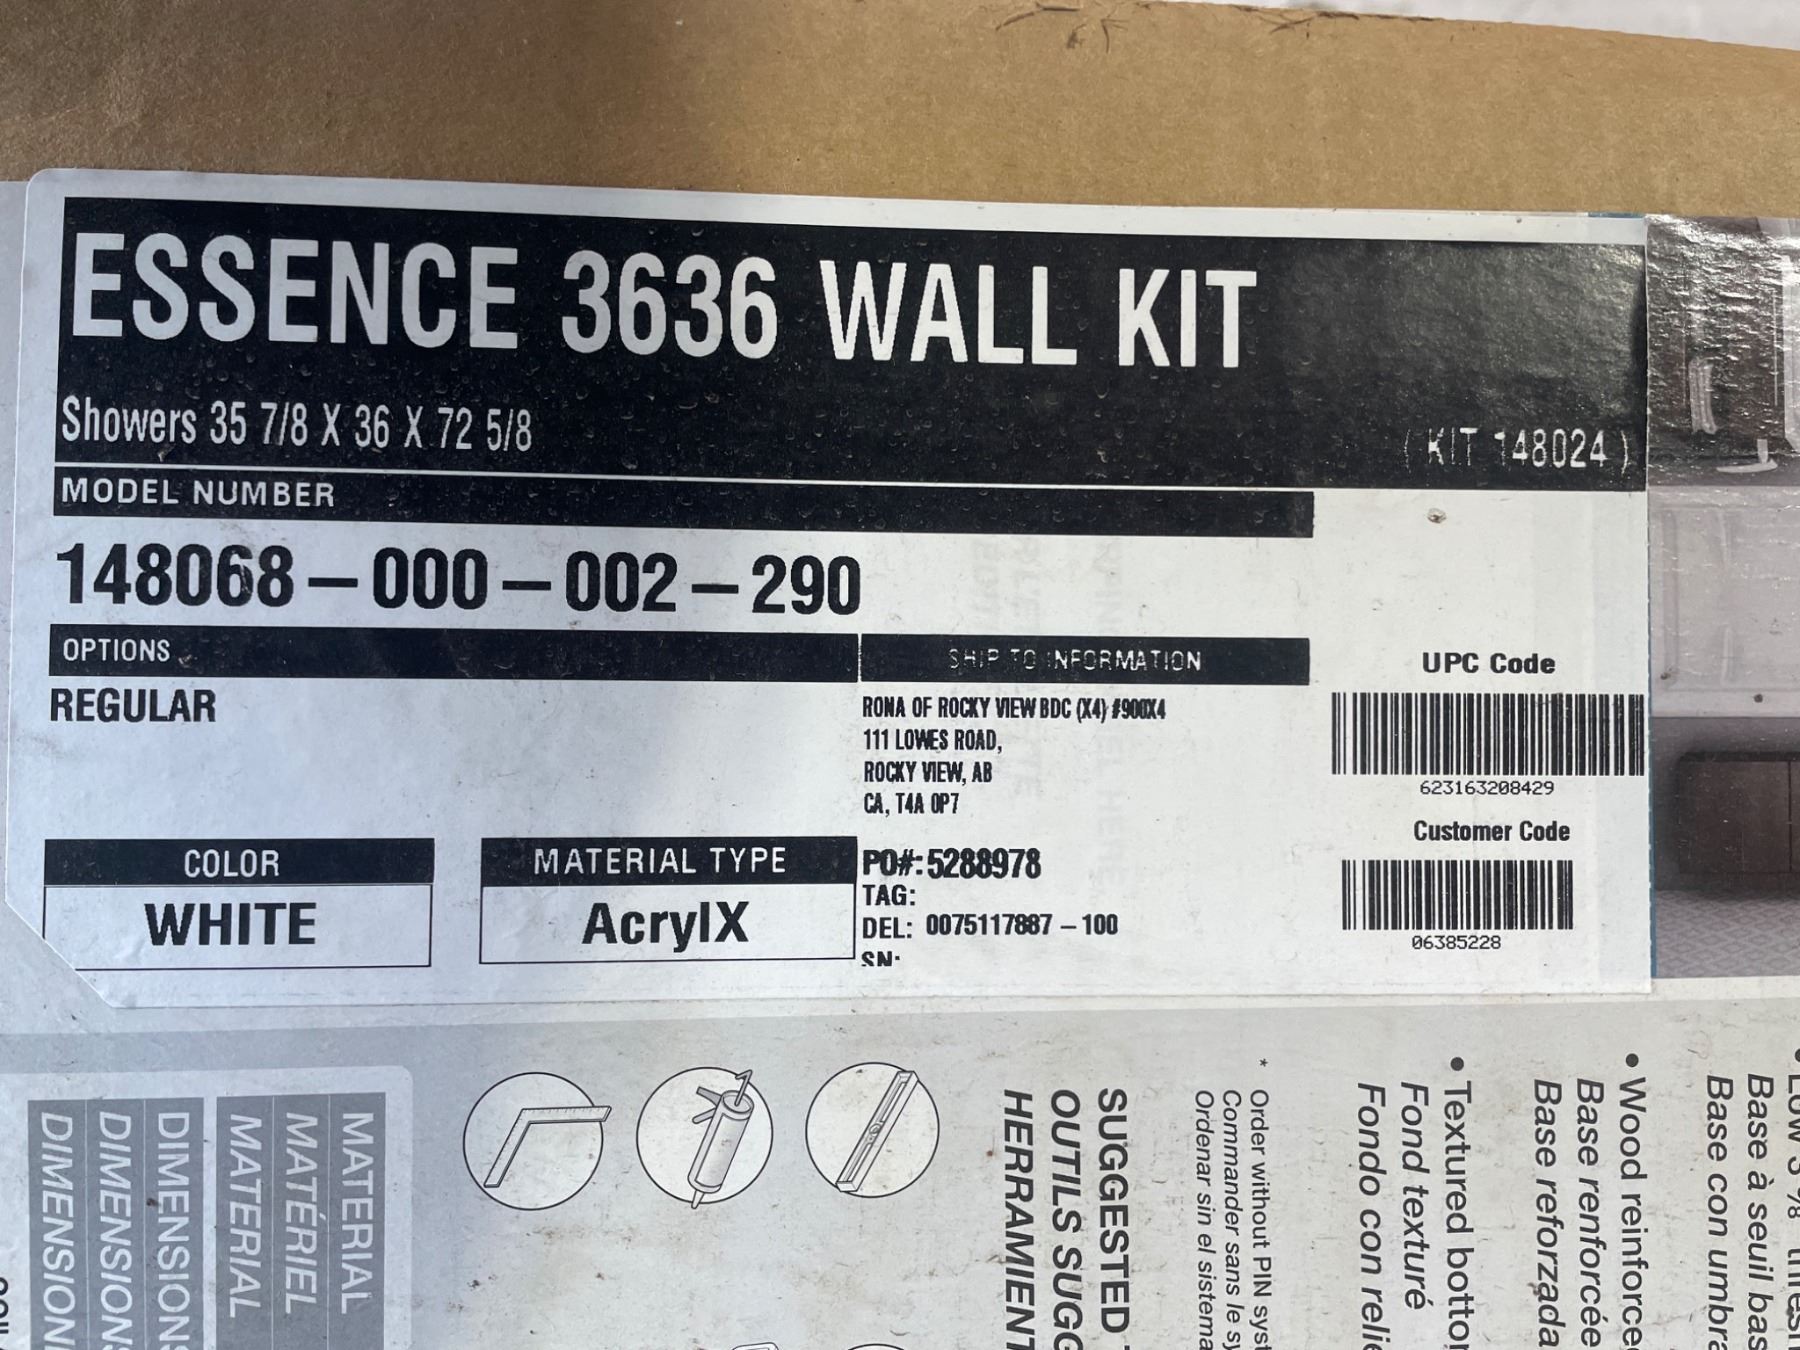 ESSENCE 3636 WALL KIT
Showers 35 7/8 X 36 X 72 5/8
( KIT 148024 )
MODEL NUMBER
148068-000-002-290
OPTIONS
REGULAR
SHIP TO INFORMATION
RONA OF ROCKY VIEW BDC (X4) #900X4
111 LOWES ROAD,
ROCKY VIEW, AB
CA, T4A 0P7
UPC Code
623163208429
Customer Code
06385228
COLOR
WHITE
MATERIAL TYPE
AcrylX
PO#: 5288978
TAG:
DEL: 0075117887 – 100
SN:
Base à seuil bas
Base con umbra
• Wood reinforce
Base renforcée
Base reforzada
• Textured bottor
Fond texturé
Fondo con relie
* Order without PIN syst
Commander sans le sy
Ordenar sin el sistema
SUGGESTED
OUTILS SUGG
HERRAMIENT
MATERIAL
MATÉRIEL
MATERIAL
DIMENSIONS
DIMENSIONS
DIMENSION